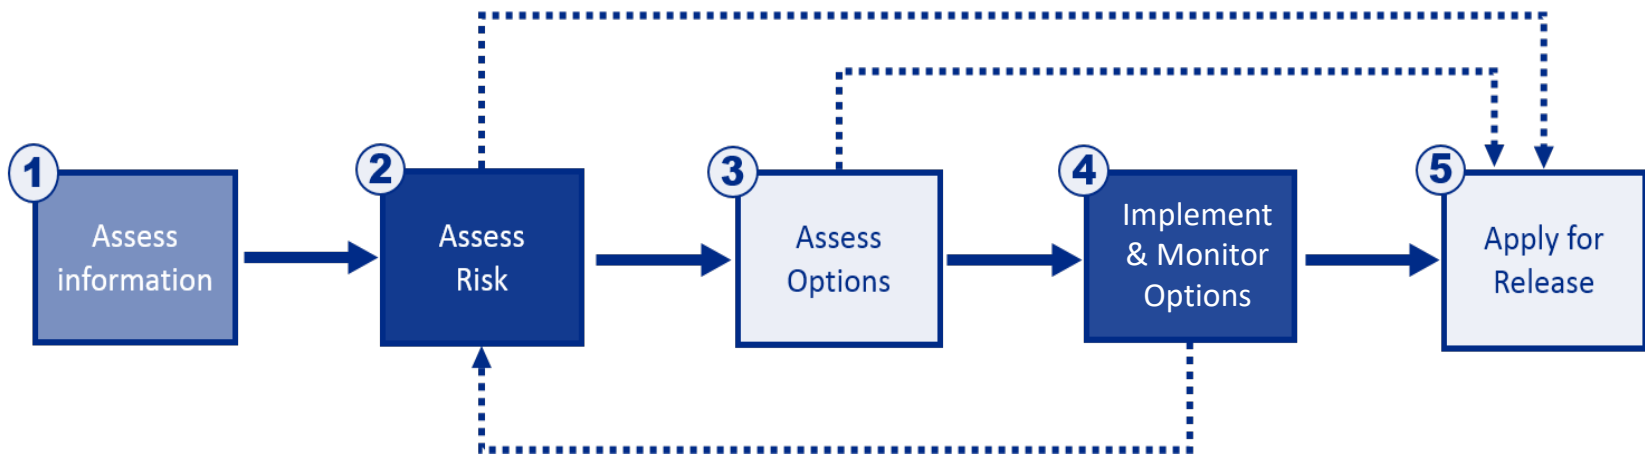 1
Assess
information
2
Assess
Risk
3
Assess
Options
4
Implement
& Monitor
Options
5
Apply for
Release